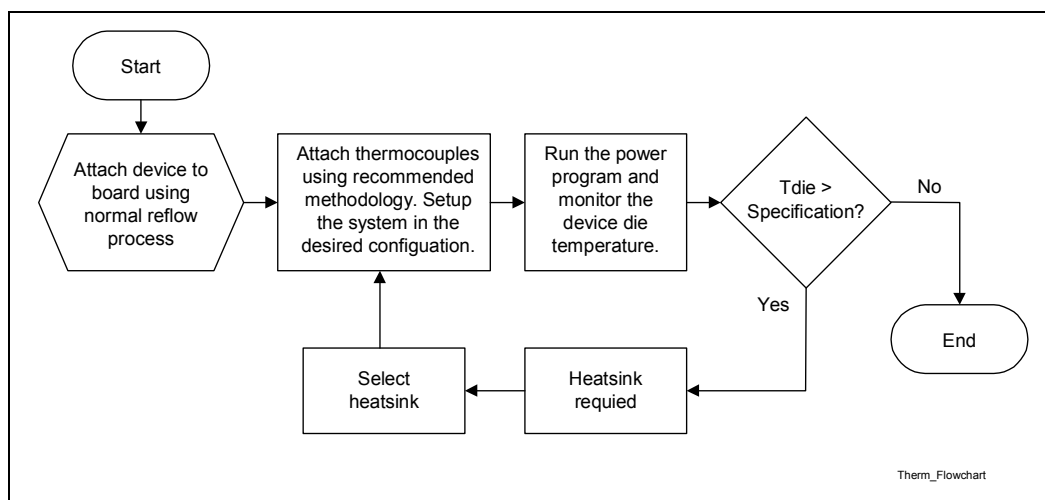 Start
Attach device to
board using
normal reflow
process
Attach thermocouples
using recommended
methodology. Setup
the system in the
desired configuation.
Run the power
program and
monitor the
device die
temperature.
Tdie >
Specification?
No
Yes
End
Heatsink
requied
Select
heatsink
Therm_Flowchart